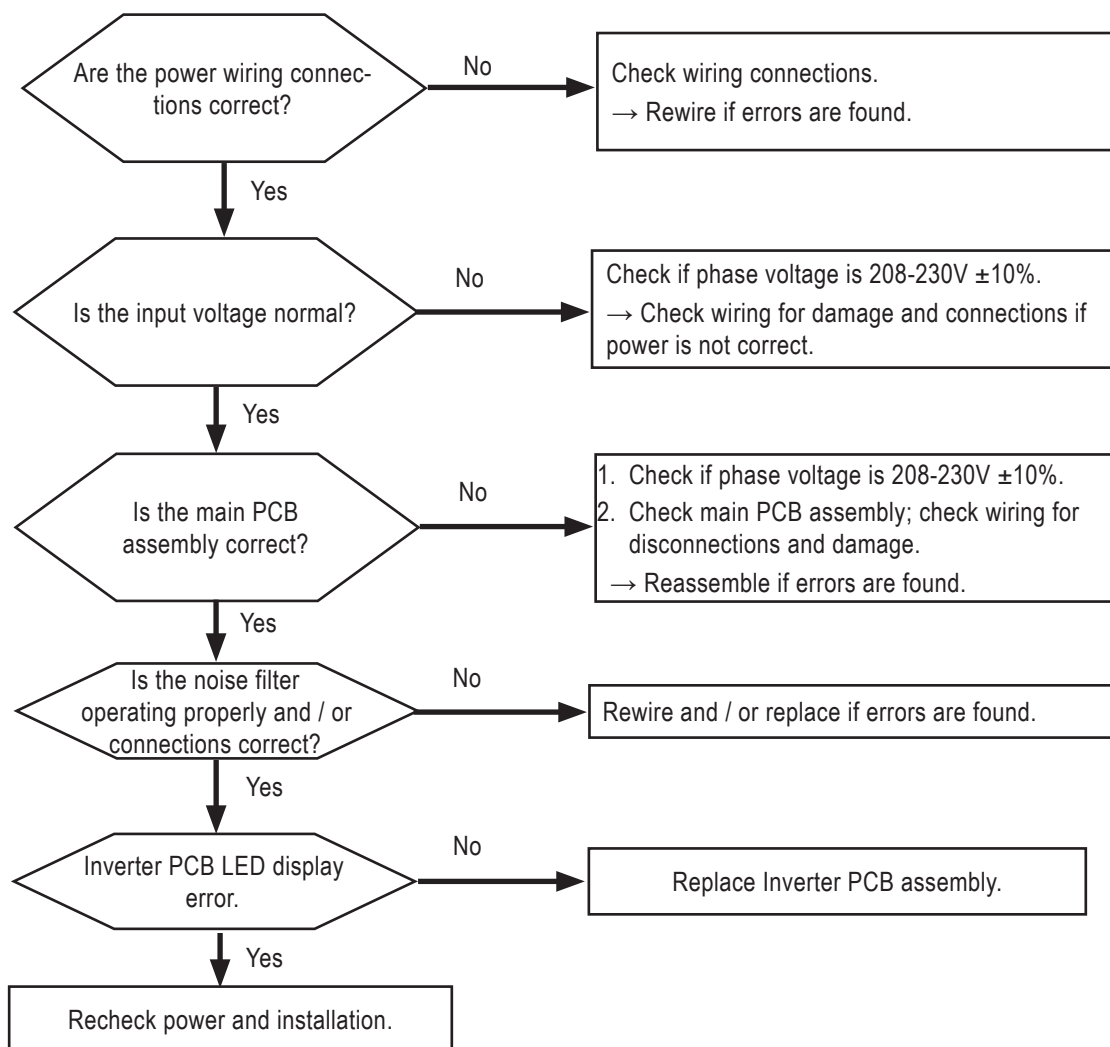 Are the power wiring connec-
tions correct?
No
Check wiring connections.
→ Rewire if errors are found.
Yes
Is the input voltage normal?
No
Check if phase voltage is 208-230V ±10%.
→ Check wiring for damage and connections if
power is not correct.
Yes
Is the main PCB
assembly correct?
No
1. Check if phase voltage is 208-230V ±10%.
2. Check main PCB assembly; check wiring for
disconnections and damage.
→ Reassemble if errors are found.
Yes
Is the noise filter
operating properly and / or
connections correct?
No
Rewire and / or replace if errors are found.
Yes
Inverter PCB LED display
error.
No
Replace Inverter PCB assembly.
Yes
Recheck power and installation.